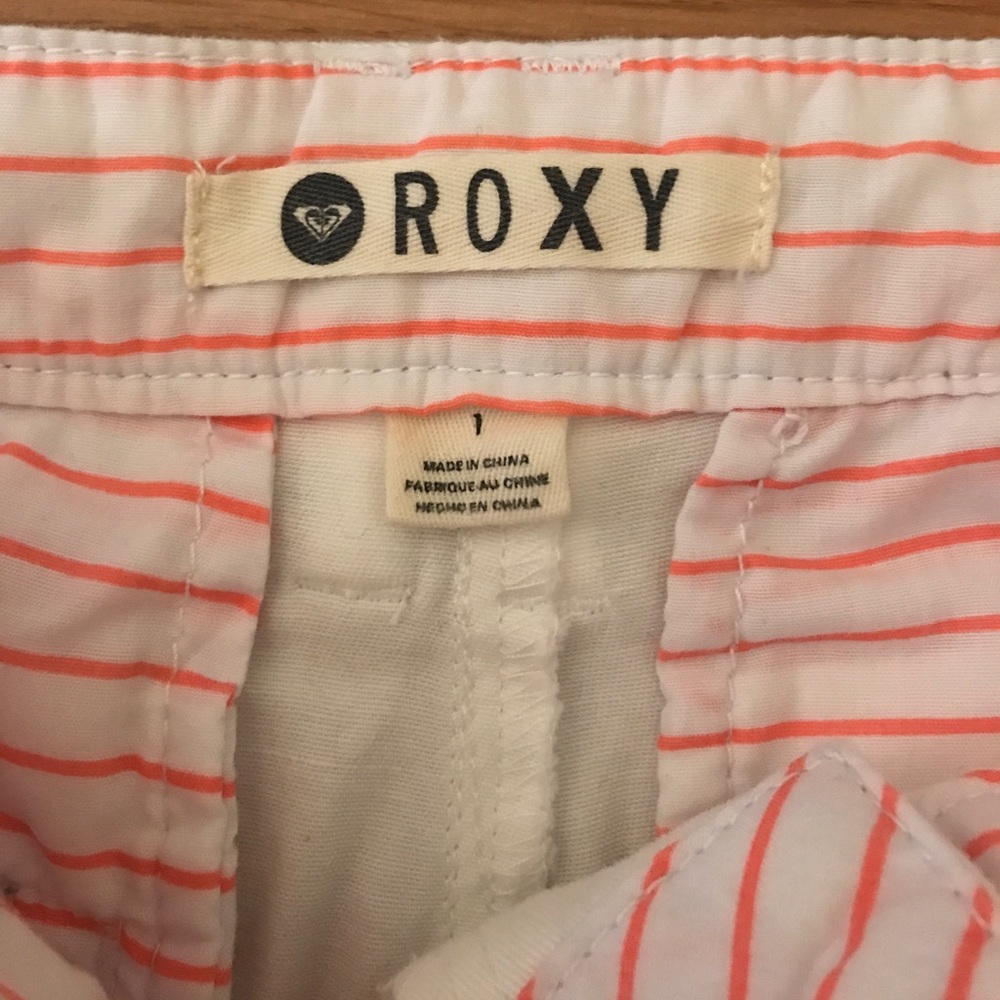 ROXY
1
MADE IN CHINA
FABRIQUE AU CHINE
HECHO EN CHINA